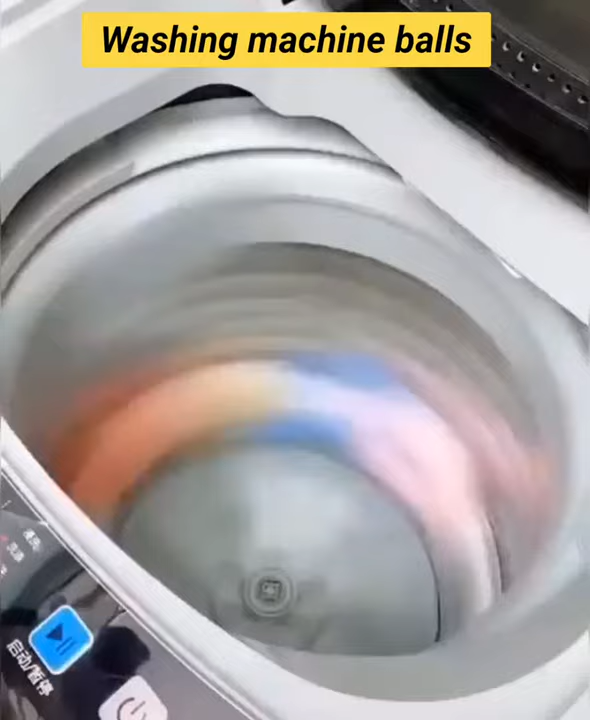 Washing machine balls
启动/暂停